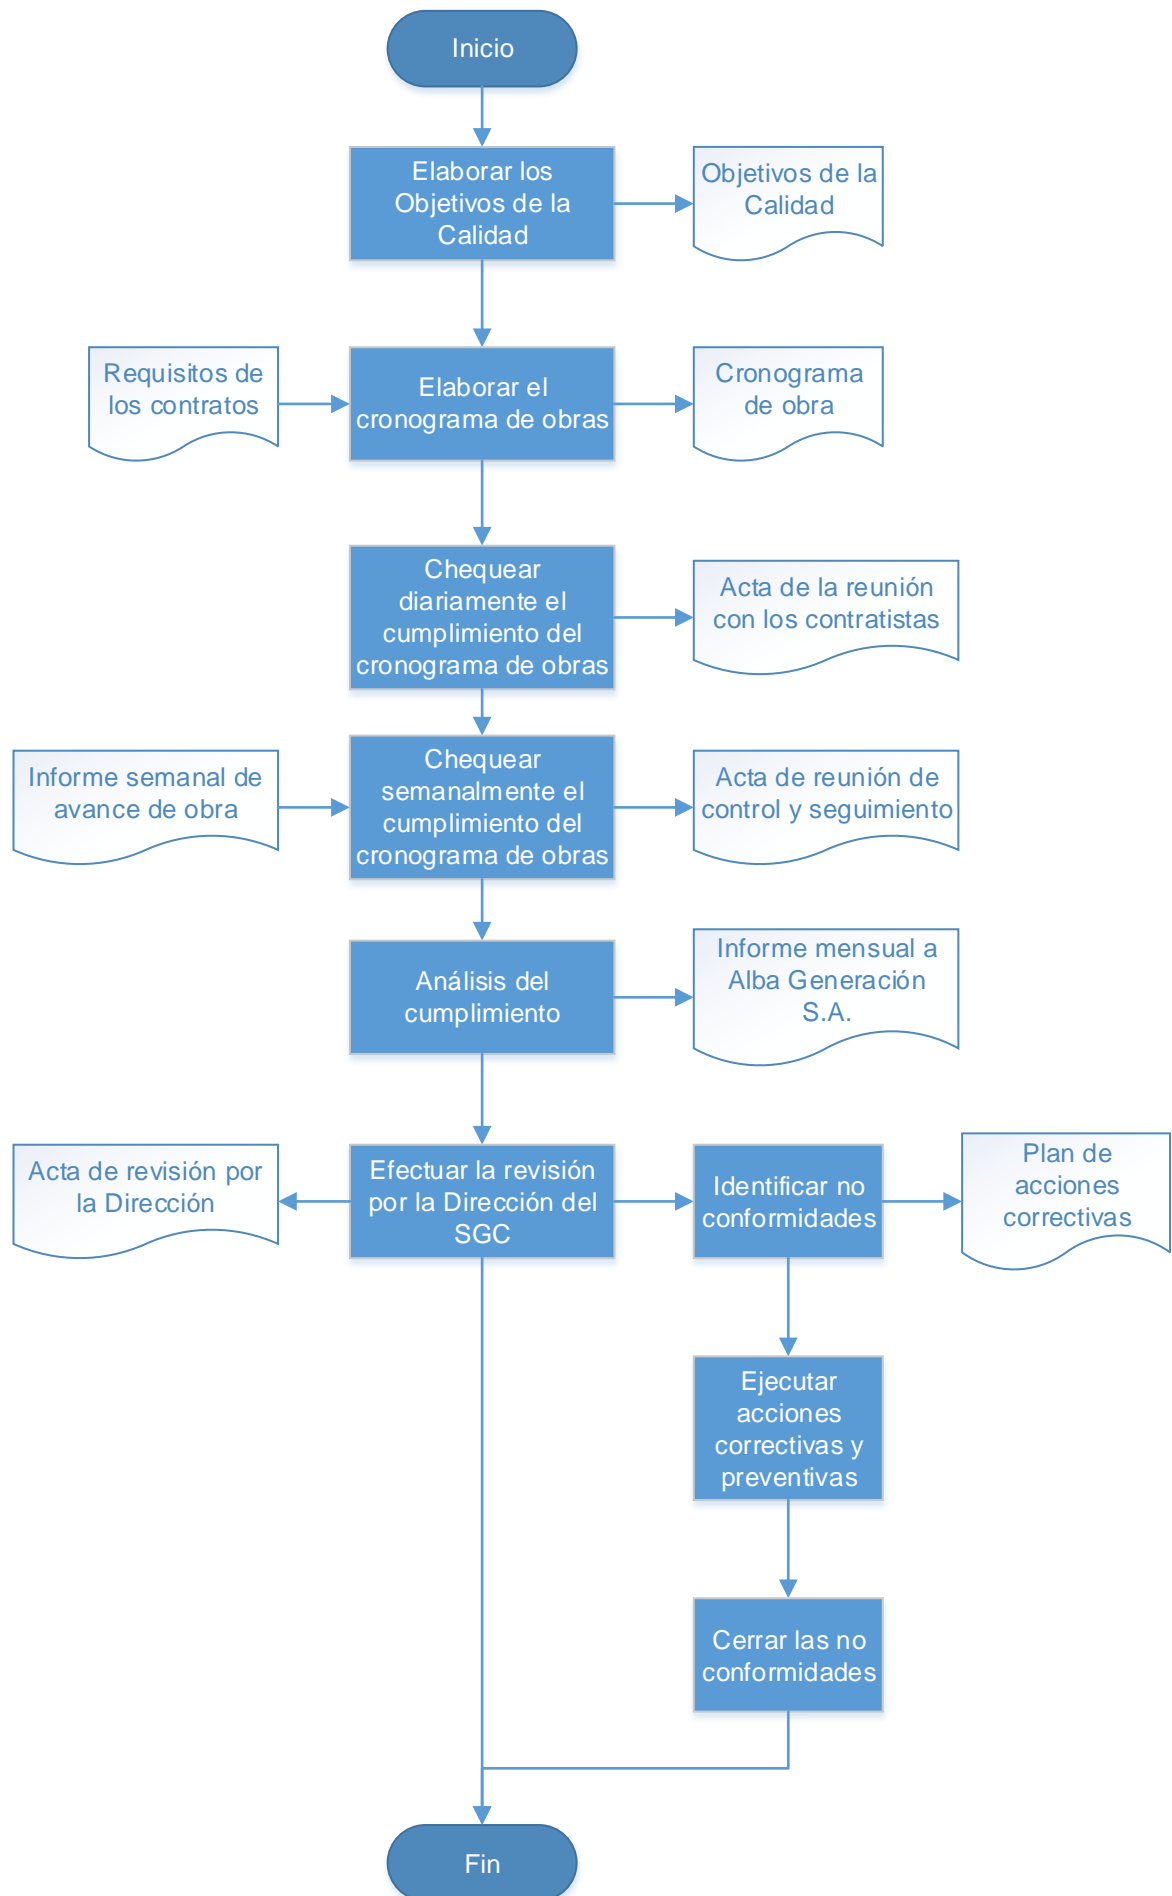 Inicio
Elaborar los
Objetivos de la
Calidad
Objetivos de la
Calidad
Requisitos de
los contratos
Elaborar el
cronograma de obras
Cronograma
de obra
Chequear
diariamente el
cumplimiento del
cronograma de obras
Acta de la reunión
con los contratistas
Informe semanal de
avance de obra
Chequear
semanalmente el
cumplimiento del
cronograma de obras
Acta de reunión de
control y seguimiento
Análisis del
cumplimiento
Informe mensual a
Alba Generación
S.A.
Acta de revisión por
la Dirección
Efectuar la revisión
por la Dirección del
SGC
Identificar no
conformidades
Plan de
acciones
correctivas
Ejecutar
acciones
correctivas y
preventivas
Cerrar las no
conformidades
Fin